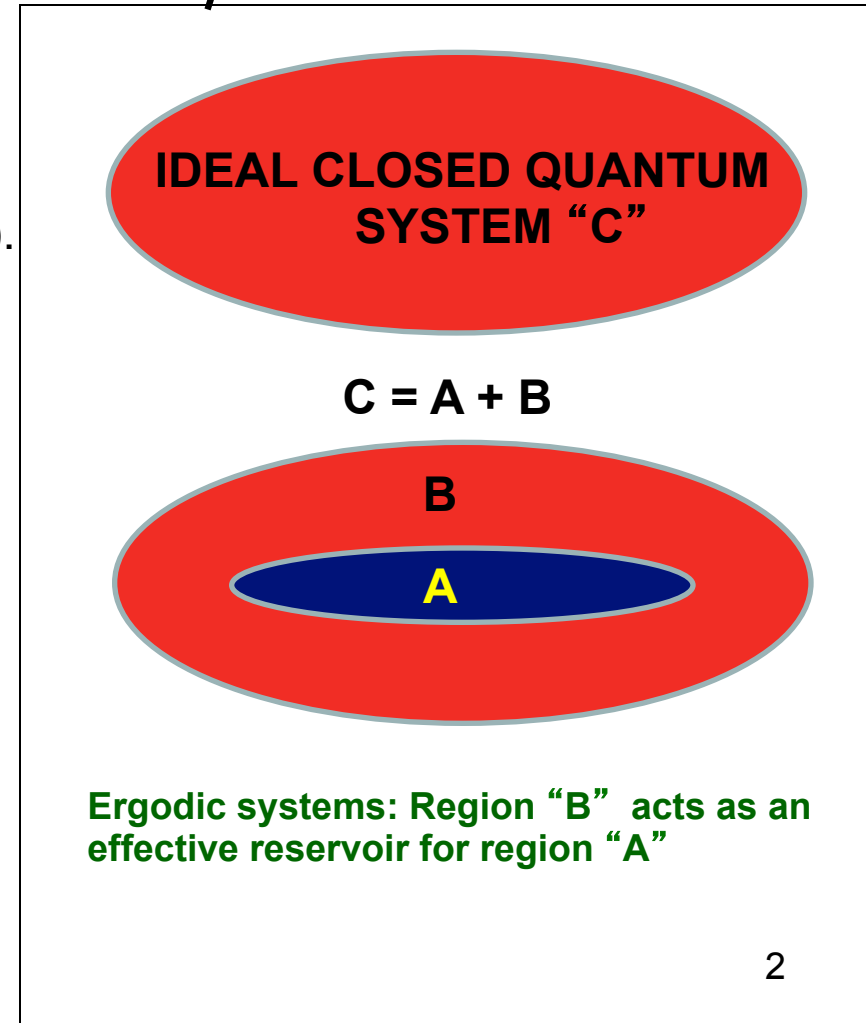 ).
IDEAL CLOSED QUANTUM
SYSTEM “C”
C = A + B
B
A
Ergodic systems: Region “B” acts as an
effective reservoir for region “A”
2